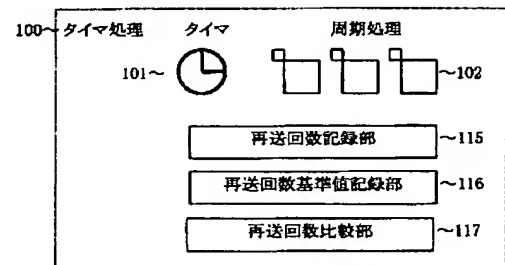 100～タイマ処理 タイマ 周期処理
101～ ～102
再送回数記録部 ～115
再送回数基準値記録部 ～116
再送回数比較部 ～117